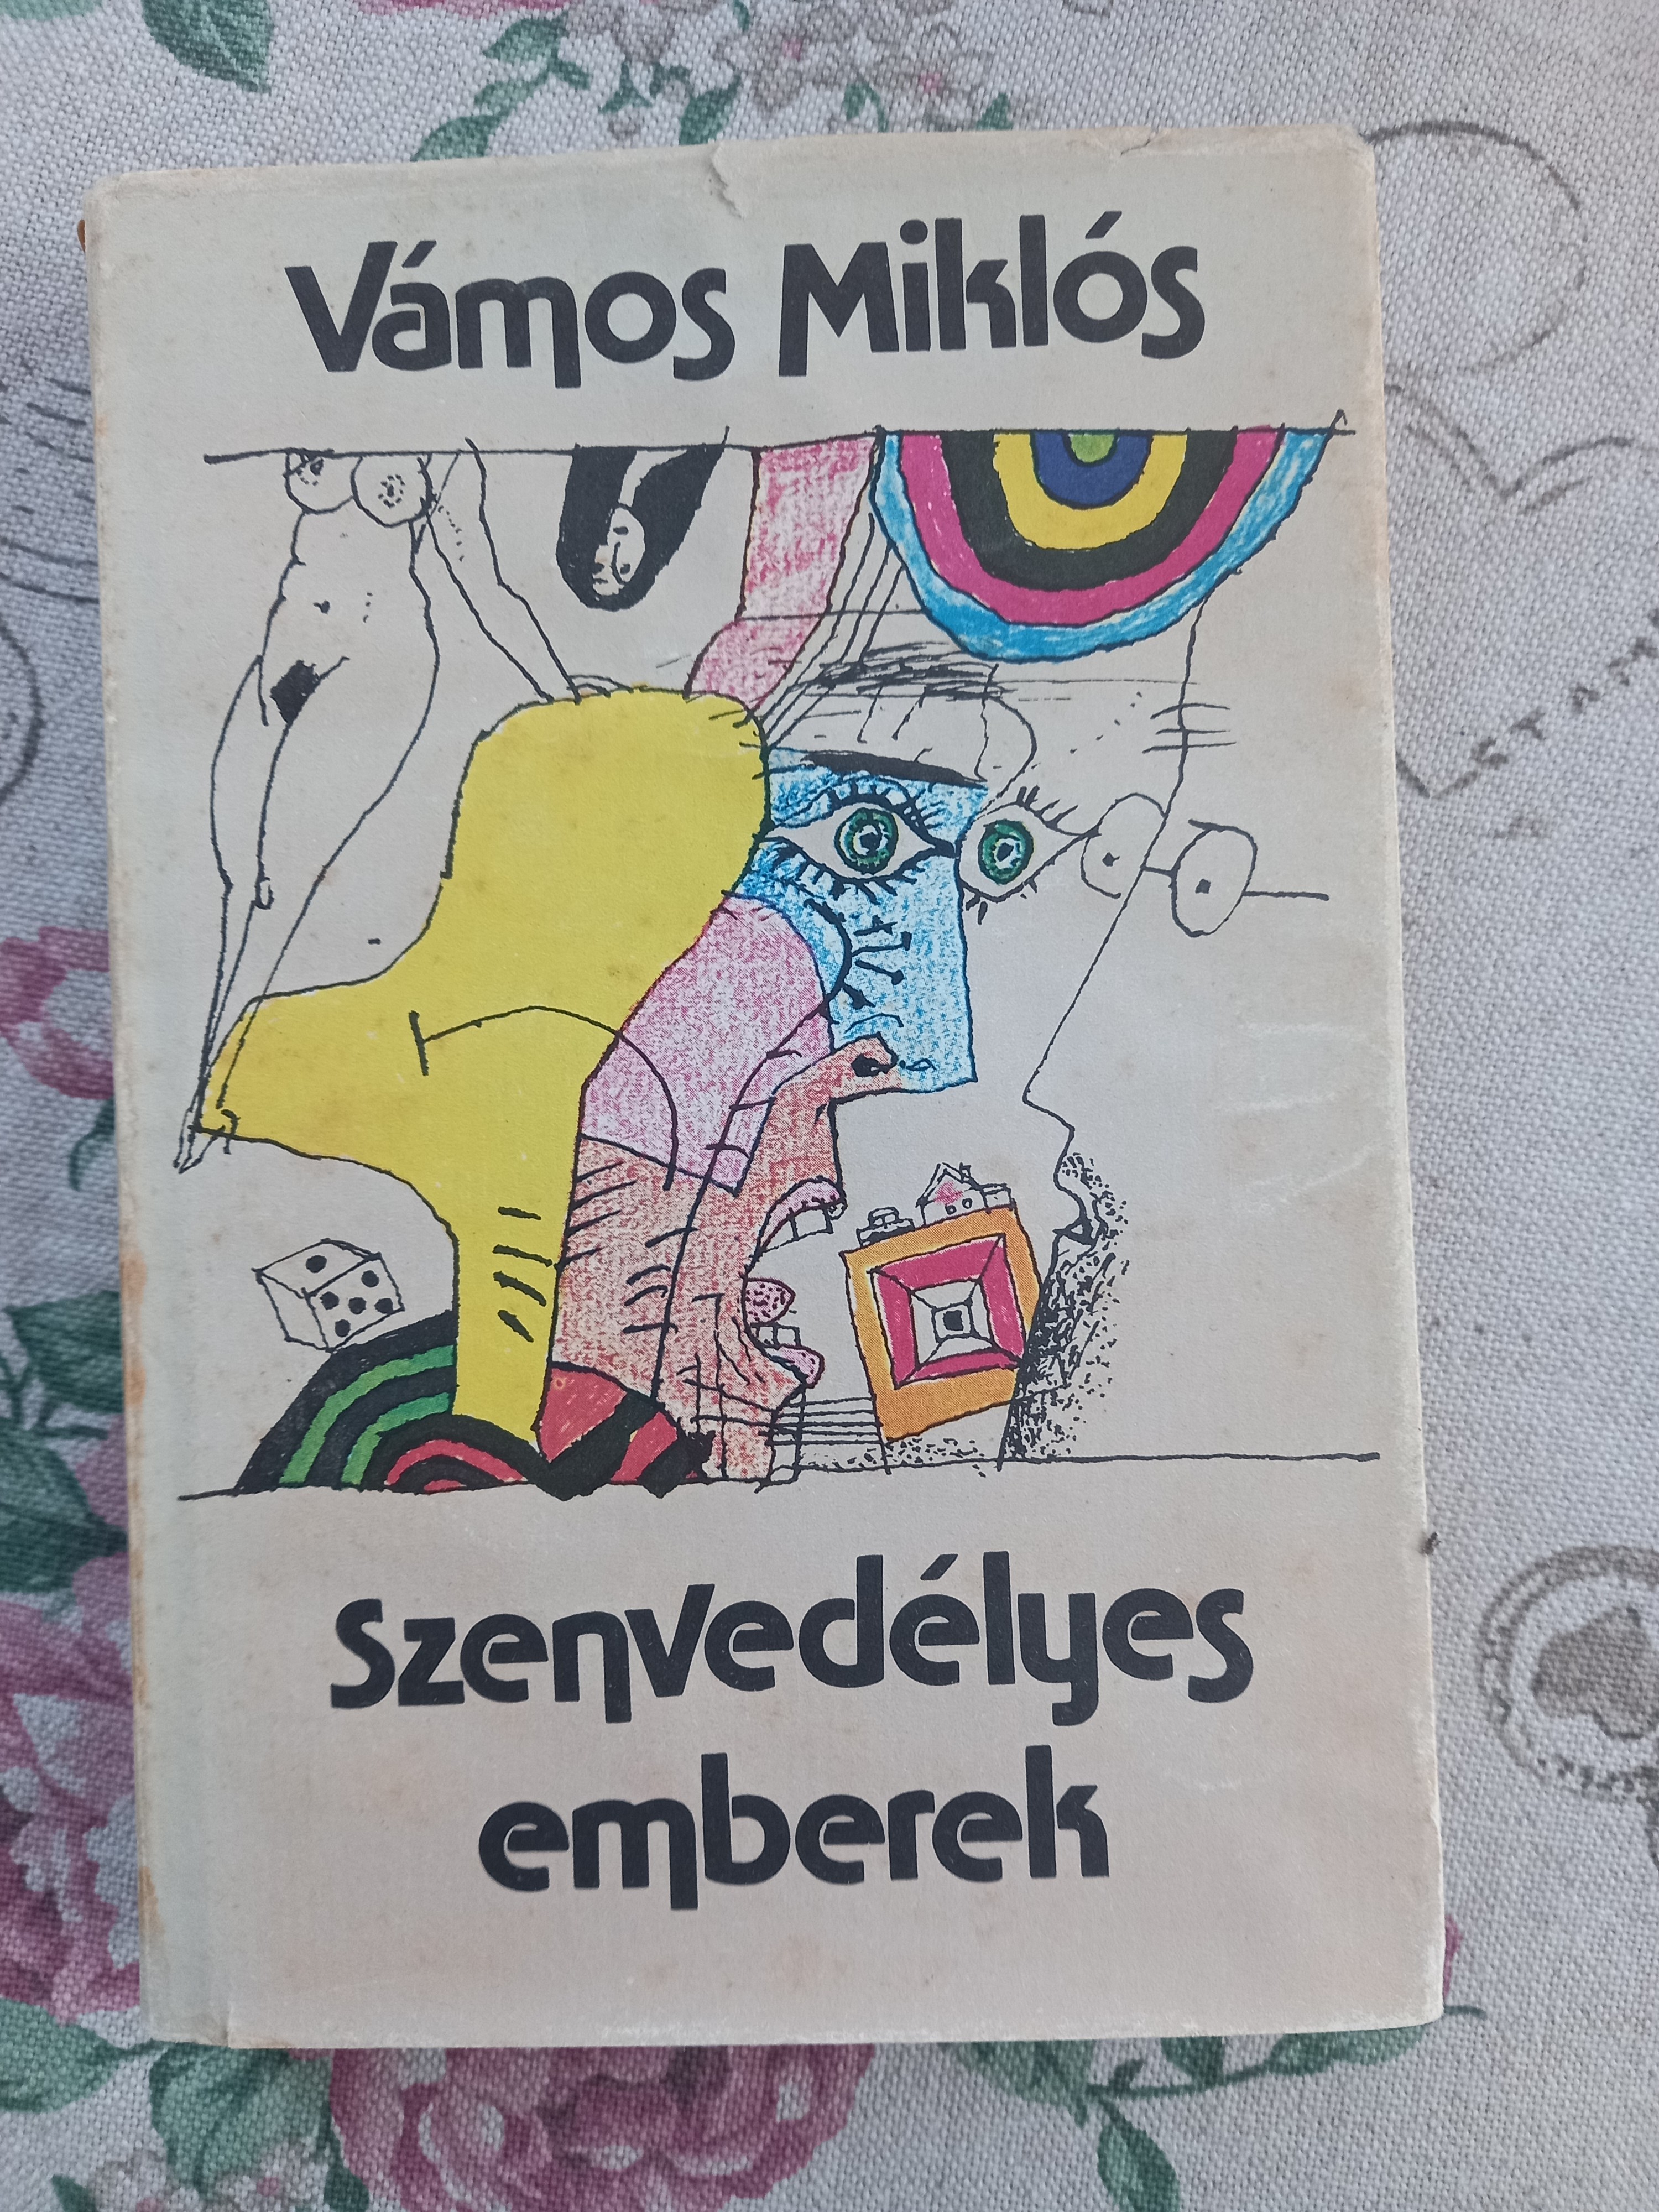 Vámos Miklós
Szenvedélyes
emberek